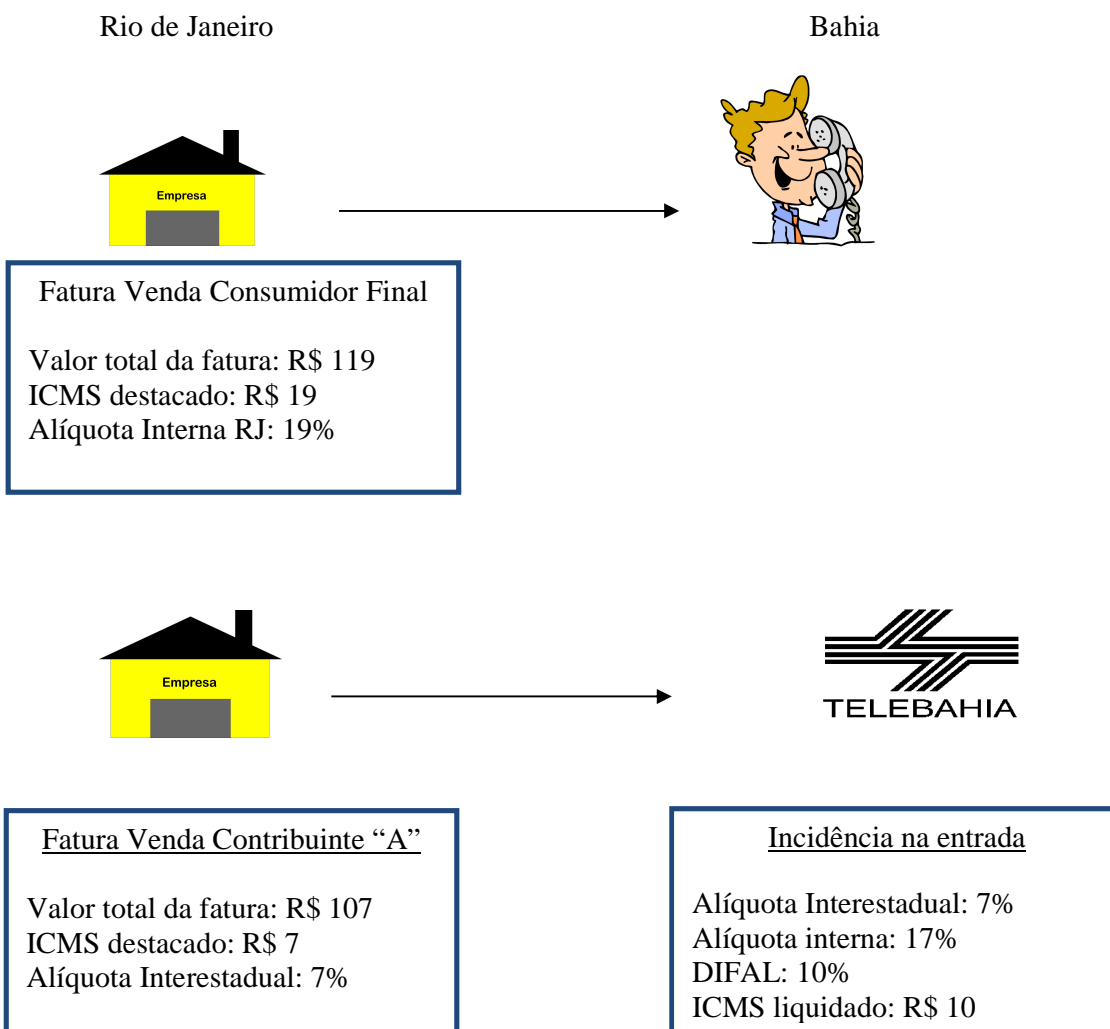 Rio de Janeiro
Bahia
Empresa
Fatura Venda Consumidor Final
Valor total da fatura: R$ 119
ICMS destacado: R$ 19
Alíquota Interna RJ: 19%
Empresa
TELEBAHIA
Fatura Venda Contribuinte “A”
Valor total da fatura: R$ 107
ICMS destacado: R$ 7
Alíquota Interestadual: 7%
Incidência na entrada
Alíquota Interestadual: 7%
Alíquota interna: 17%
DIFAL: 10%
ICMS liquidado: R$ 10